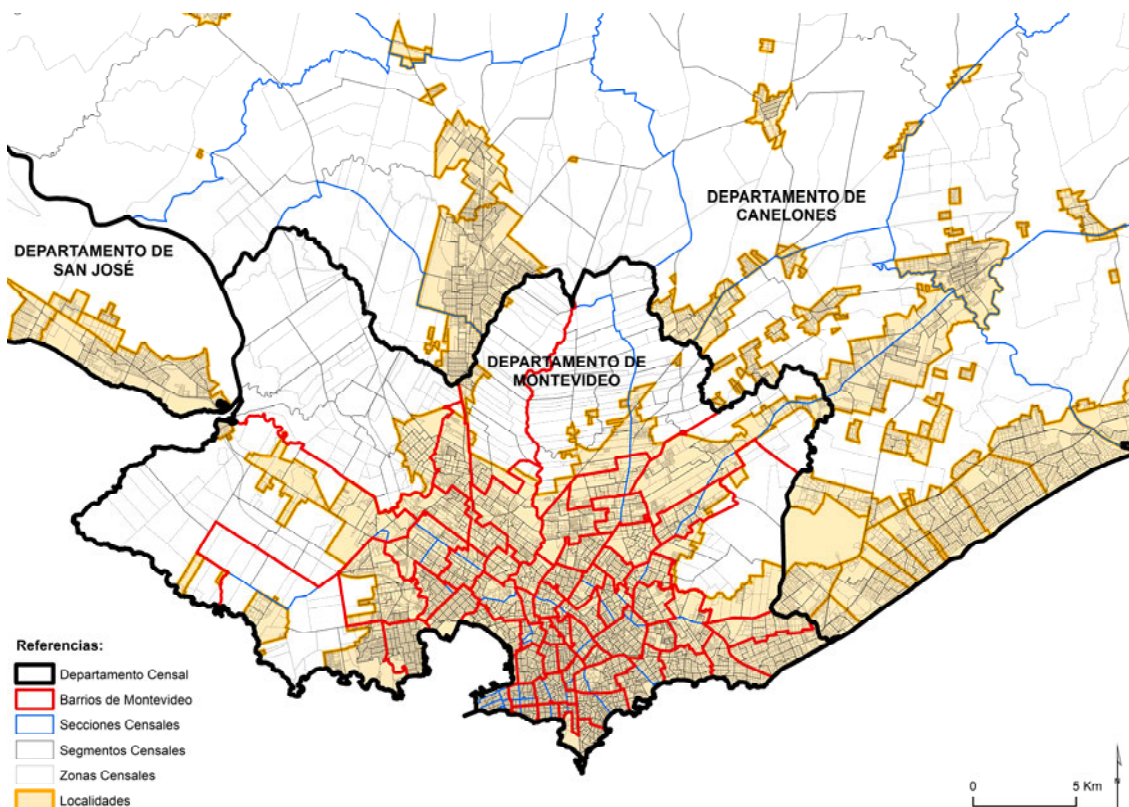 DEPARTAMENTO DE
CANELONES
DEPARTAMENTO DE
SAN JOSÉ
DEPARTAMENTO DE
MONTEVIDEO
Referencias:
Departamento Censal
Barrios de Montevideo
Secciones Censales
Segmentos Censales
Zonas Censales
Localidades
0 5 Km